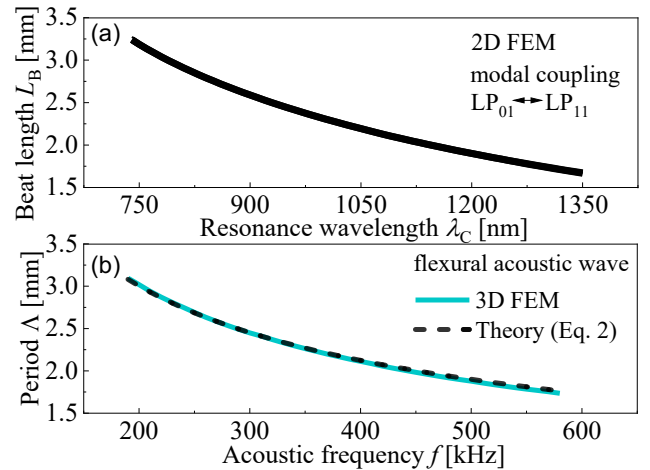 (a)
2D FEM
modal coupling
LP01 ↔ LP11
Beat length LB [mm]
3.5
3.0
2.5
2.0
1.5
750
900
1050
1200
1350
Resonance wavelength λC [nm]
(b)
flexural acoustic wave
3D FEM
Theory (Eq. 2)
Period Λ [mm]
3.5
3.0
2.5
2.0
1.5
200
300
400
500
600
Acoustic frequency f [kHz]